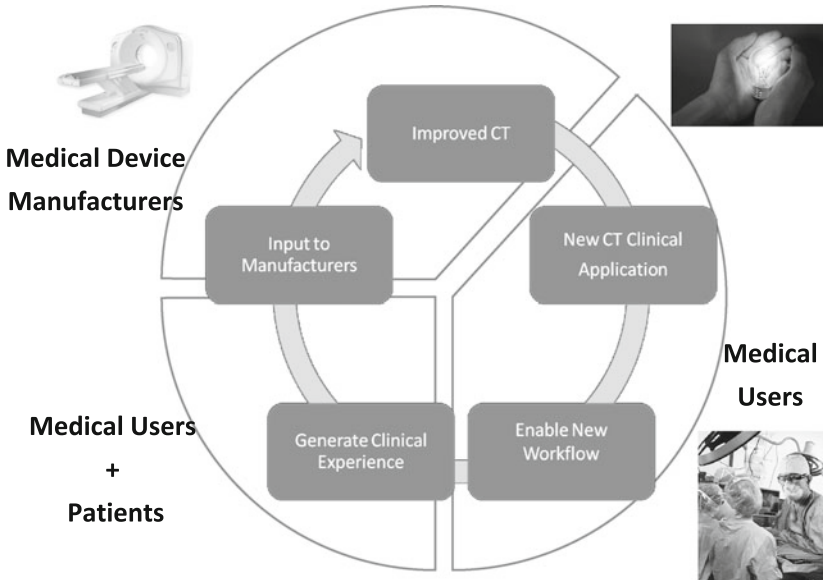 Improved CT
Medical Device
Manufacturers
Input to
Manufacturers
New CT Clinical
Application
Medical
Users
Medical Users
+
Patients
Generate Clinical
Experience
Enable New
Workflow